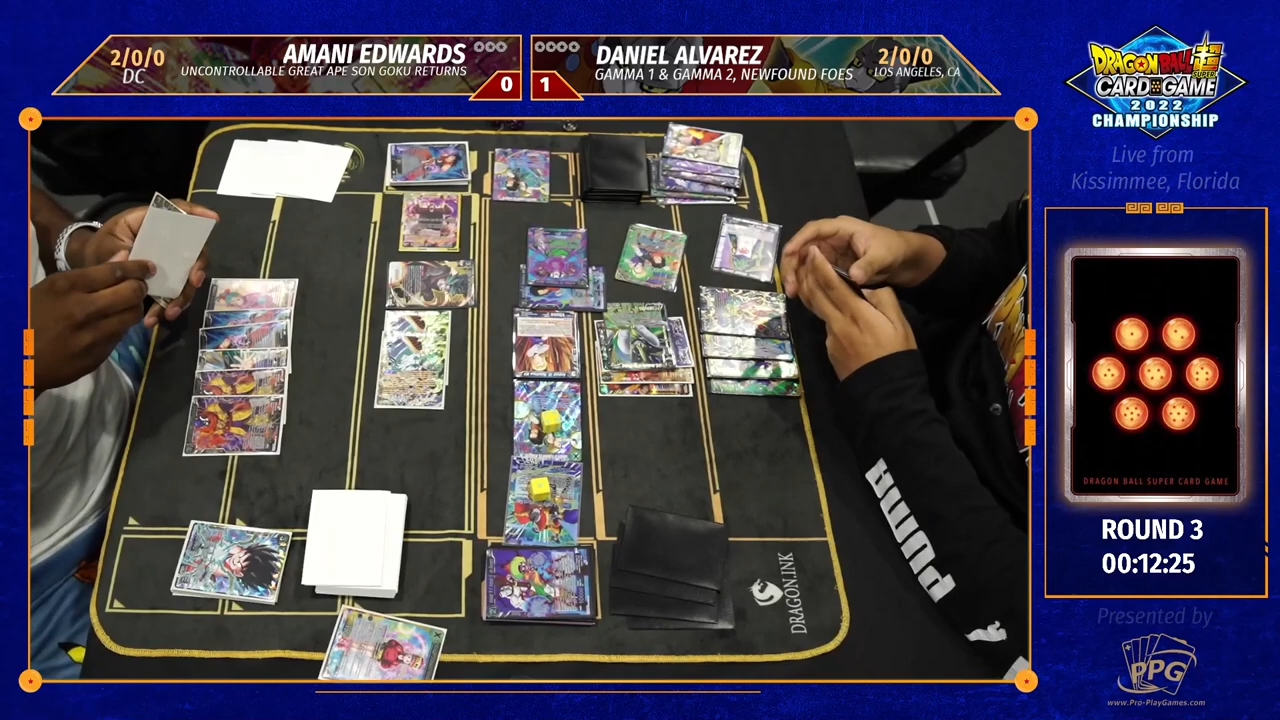 2/0/0
DC
AMANI EDWARDS
UNCONTROLLABLE GREAT APE SON GOKU RETURNS
0
1
DANIEL ALVAREZ
GAMMA 1 & GAMMA 2, NEWFOUND FOES
2/0/0
LOS ANGELES, CA
DRAGON BALL SUPER
CARD GAME
2022
CHAMPIONSHIP
Live from
Kissimmee, Florida
DRAGON BALL SUPER CARD GAME
ROUND 3
00:12:25
Presented by
PPG
www.Pro-PlayGames.com
PUMA
DRAGON.INK